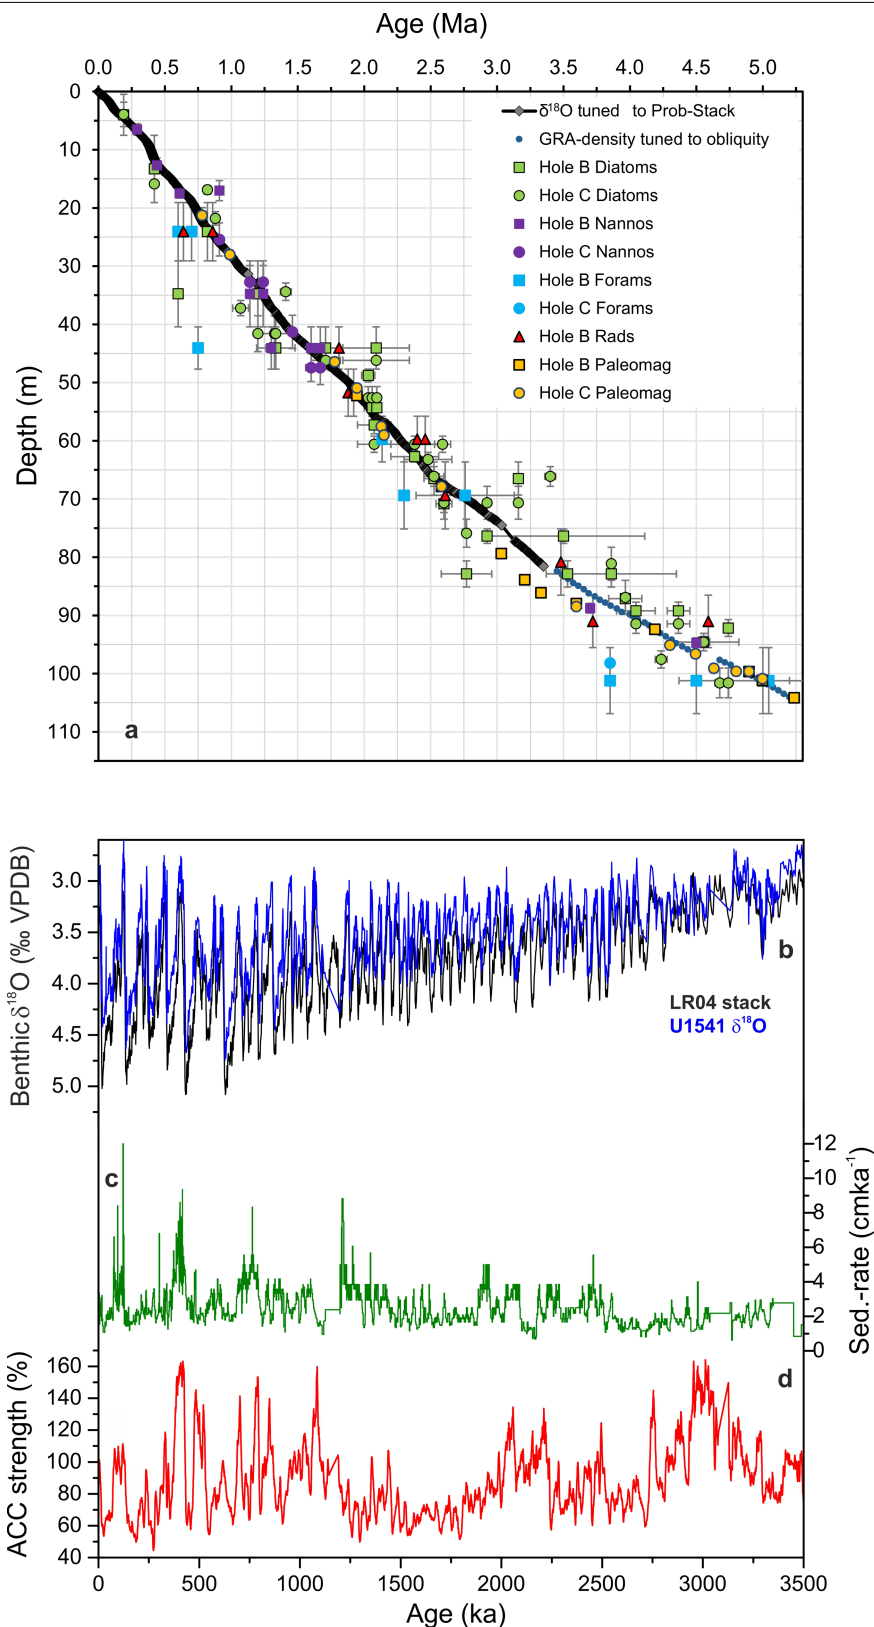 Age (Ma)
0.0 0.5 1.0 1.5 2.0 2.5 3.0 3.5 4.0 4.5 5.0
0
10
20
30
40
50
60
70
80
90
100
110
Depth (m)
δ18O tuned to Prob-Stack
GRA-density tuned to obliquity
Hole B Diatoms
Hole C Diatoms
Hole B Nannos
Hole C Nannos
Hole B Forams
Hole C Forams
Hole B Rads
Hole B Paleomag
Hole C Paleomag
a
Benthic δ18O (‰ VPDB)
3.0
3.5
4.0
4.5
5.0
b
LR04 stack
U1541 δ18O
c
12
10
8
6
4
2
0
Sed.-rate (cmka-1)
ACC strength (%)
160
140
120
100
80
60
40
d
0 500 1000 1500 2000 2500 3000 3500
Age (ka)